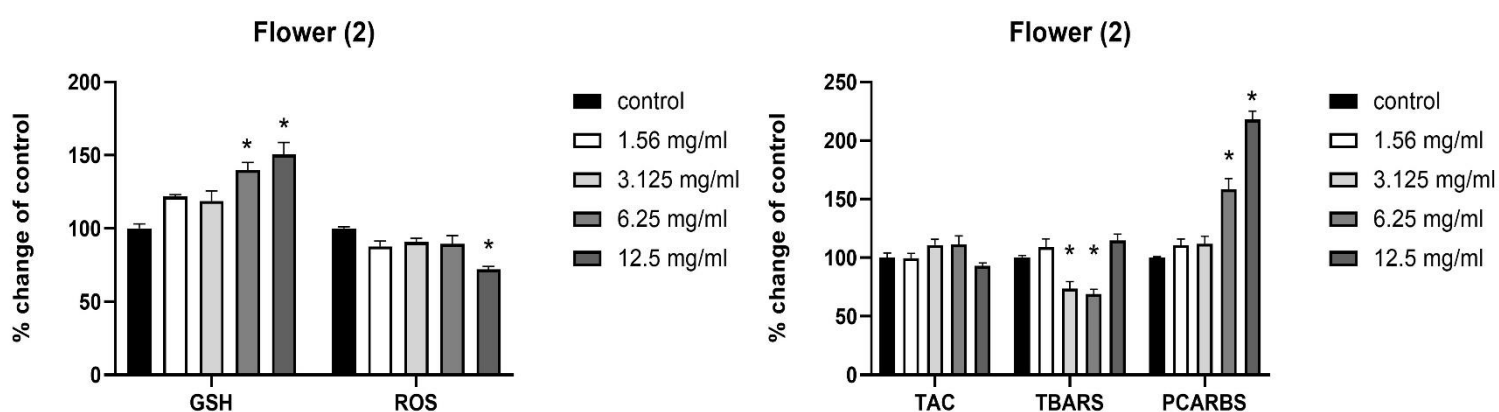 Flower (2)
% change of control
200
150
100
50
0
*
*
*
GSH
ROS
control
1.56 mg/ml
3.125 mg/ml
6.25 mg/ml
12.5 mg/ml
Flower (2)
% change of control
250
200
150
100
50
0
*
*
*
*
TAC
TBARS
PCARBS
control
1.56 mg/ml
3.125 mg/ml
6.25 mg/ml
12.5 mg/ml